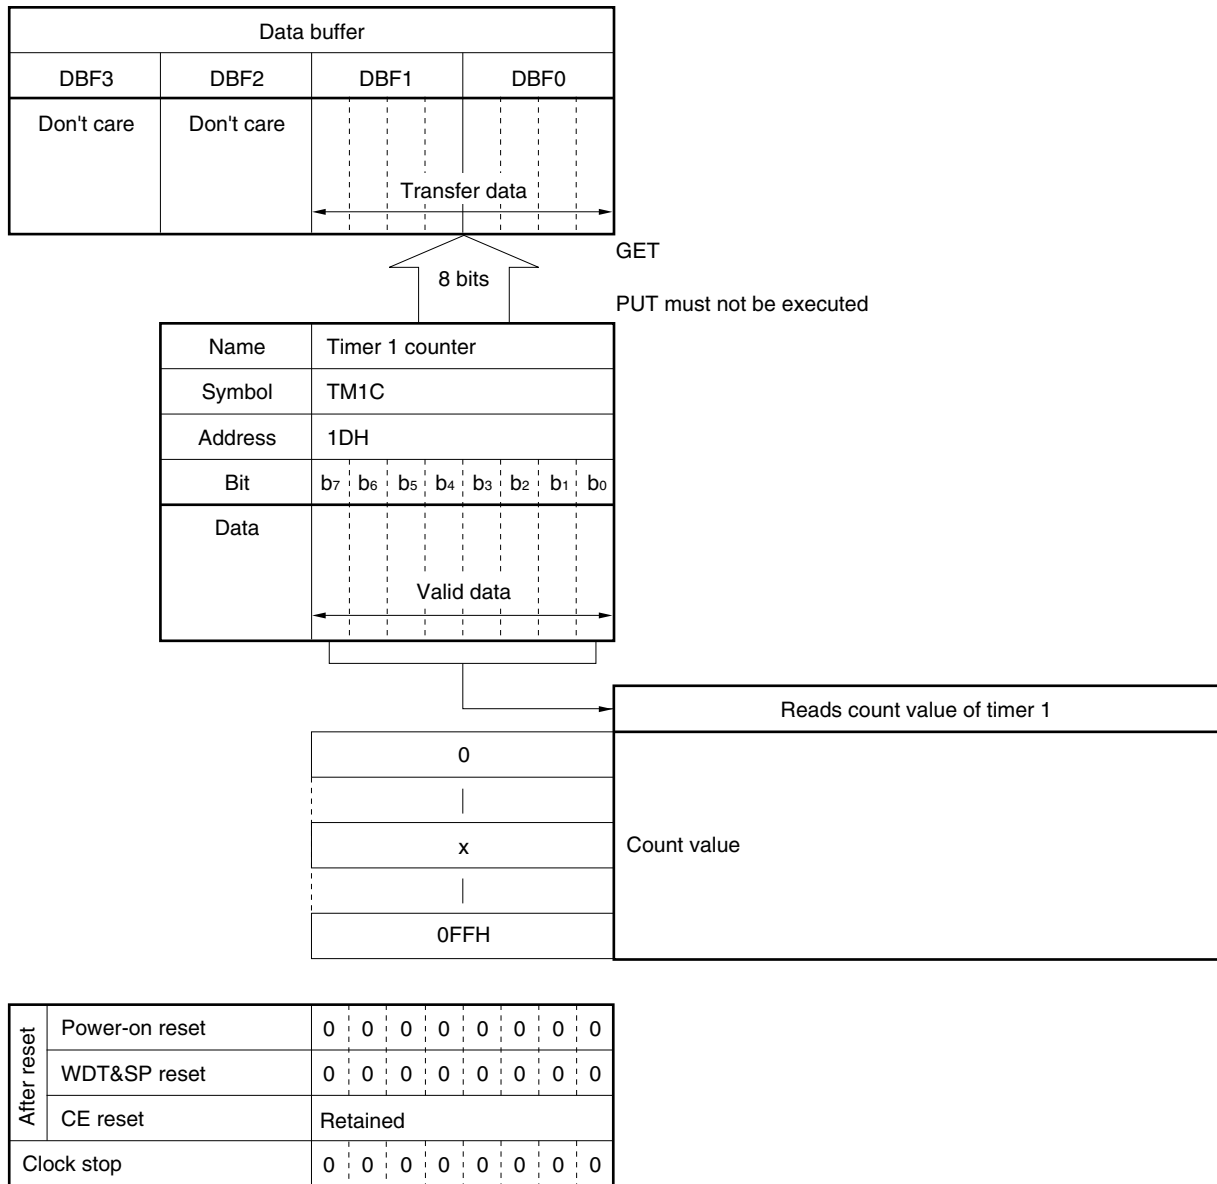 Data buffer
DBF3 DBF2 DBF1 DBF0
Don't care Don't care
Transfer data
GET
8 bits
PUT must not be executed
Name Timer 1 counter
Symbol TM1C
Address 1DH
Bit b7 b6 b5 b4 b3 b2 b1 b0
Data
Valid data
Reads count value of timer 1
0
x Count value
0FFH
After reset
Power-on reset 0 0 0 0 0 0 0 0
WDT&SP reset 0 0 0 0 0 0 0 0
CE reset Retained
Clock stop 0 0 0 0 0 0 0 0